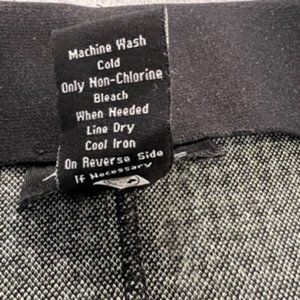 Machine Wash
Cold
Only Non-Chlorine
Bleach
When Needed
Line Dry
Cool Iron
On Reverse Side
If Necessary